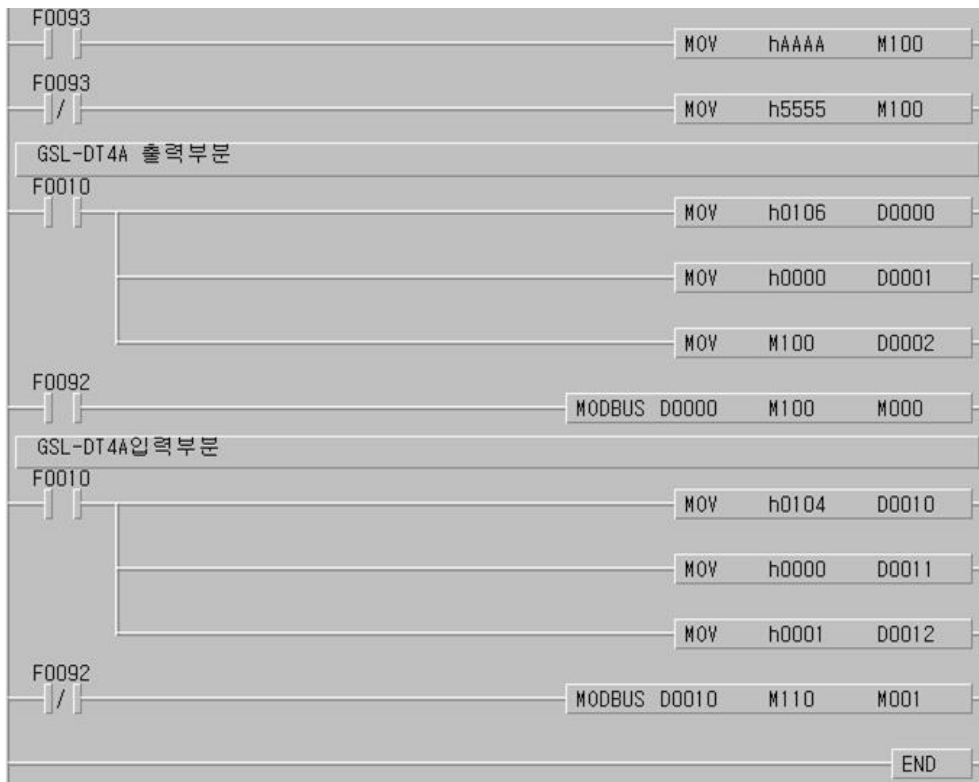 F0093
MOV hAAAA M100
F0093
MOV h5555 M100
GSL-DT4A 출력부분
F0010
MOV h0106 D0000
MOV h0000 D0001
MOV M100 D0002
F0092
MODBUS D0000 M100 M000
GSL-DT4A입력부분
F0010
MOV h0104 D0010
MOV h0000 D0011
MOV h0001 D0012
F0092
MODBUS D0010 M110 M001
END